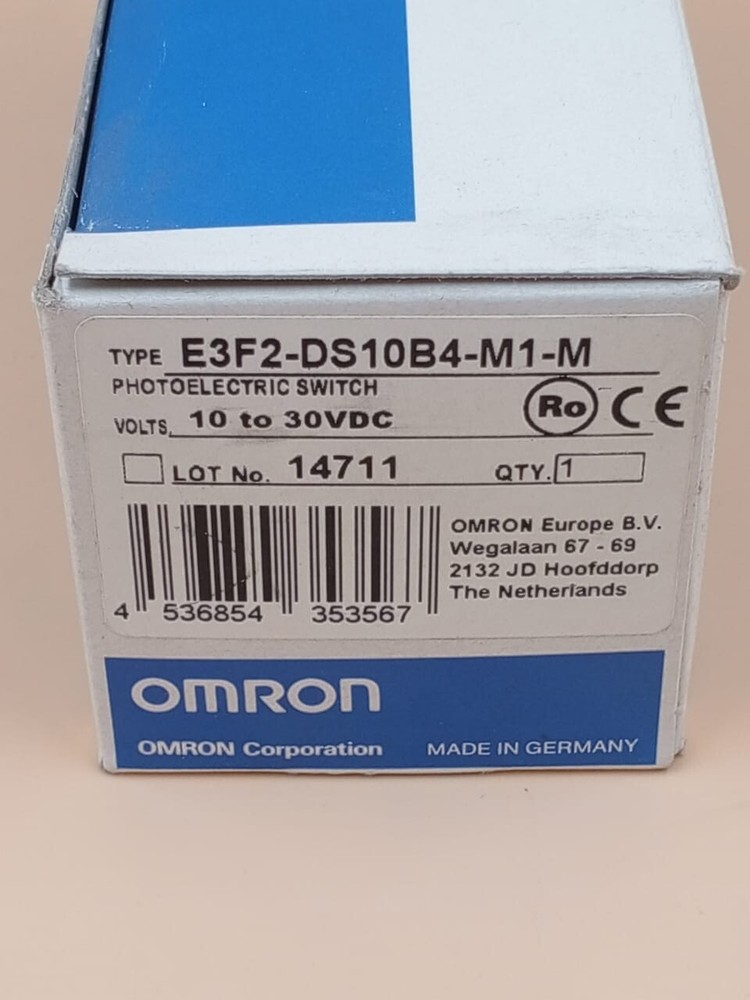 TYPE E3F2-DS10B4-M1-M
PHOTOELECTRIC SWITCH
VOLTS. 10 to 30VDC
Ro CE
LOT No. 14711 QTY. 1
OMRON Europe B.V.
Wegalaan 67 - 69
2132 JD Hoofddorp
The Netherlands
4 536854 353567
OMRON
OMRON Corporation MADE IN GERMANY